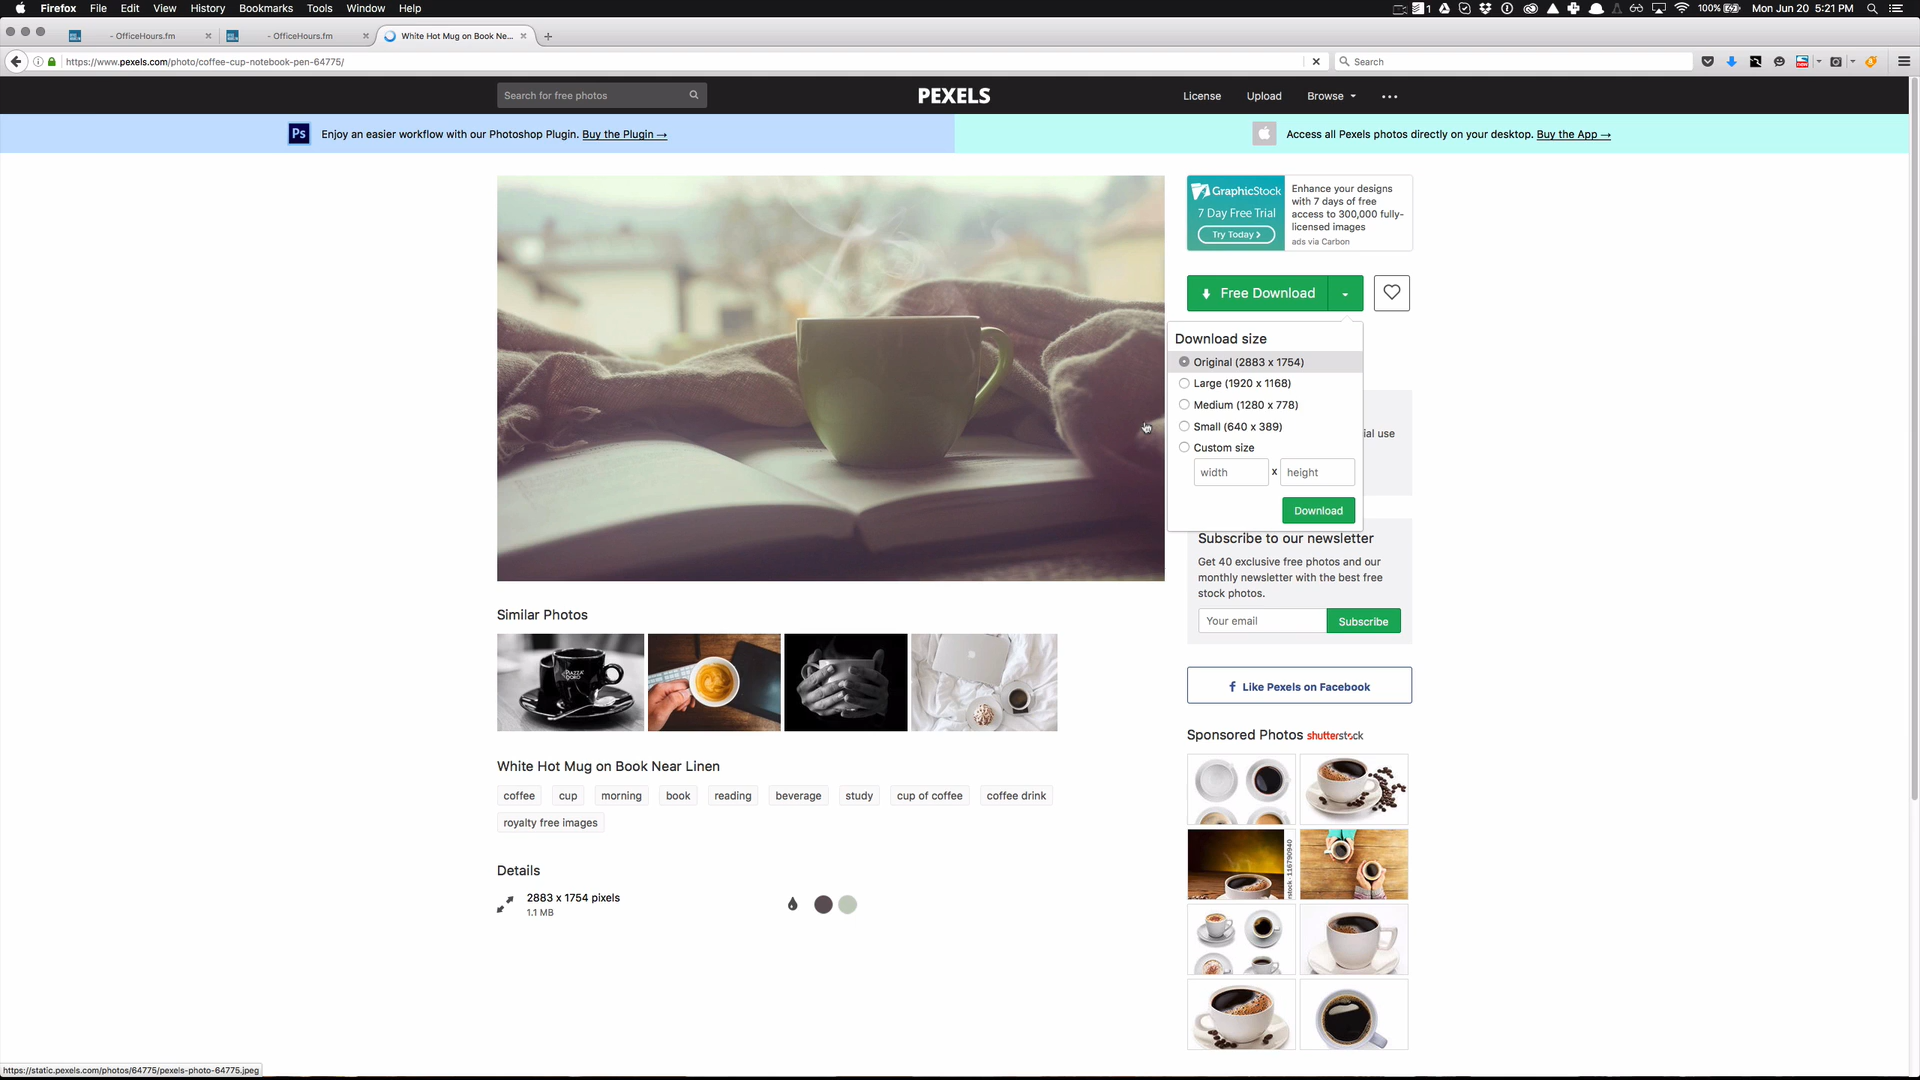 Firefox File Edit View History Bookmarks Tools Window Help
1
100%
Mon Jun 20 5:21 PM
- OfficeHours.fm
- OfficeHours.fm
White Hot Mug on Book Ne...
https://www.pexels.com/photo/coffee-cup-notebook-pen-64775/
Search
Search for free photos
PEXELS
License
Upload
Browse
Ps
Enjoy an easier workflow with our Photoshop Plugin. Buy the Plugin →
Access all Pexels photos directly on your desktop. Buy the App →
GraphicStock
7 Day Free Trial
Try Today >
Enhance your designs
with 7 days of free
access to 300,000 fully-
licensed images
ads via Carbon
Free Download
Download size
Original (2883 x 1754)
Large (1920 x 1168)
Medium (1280 x 778)
Small (640 x 389)
Custom size
width x height
Download
ial use
Subscribe to our newsletter
Get 40 exclusive free photos and our
monthly newsletter with the best free
stock photos.
Your email
Subscribe
Like Pexels on Facebook
Similar Photos
PIAZZA
D'ORO
Sponsored Photos shutterstock
rstock · 116790940
White Hot Mug on Book Near Linen
coffee cup morning book reading beverage study cup of coffee coffee drink
royalty free images
Details
2883 x 1754 pixels
1.1 MB
https://static.pexels.com/photos/64775/pexels-photo-64775.jpeg